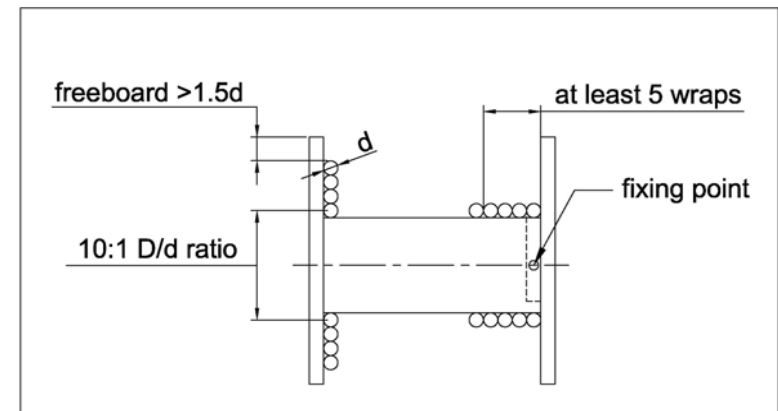 freeboard >1.5d
d
at least 5 wraps
fixing point
10:1 D/d ratio